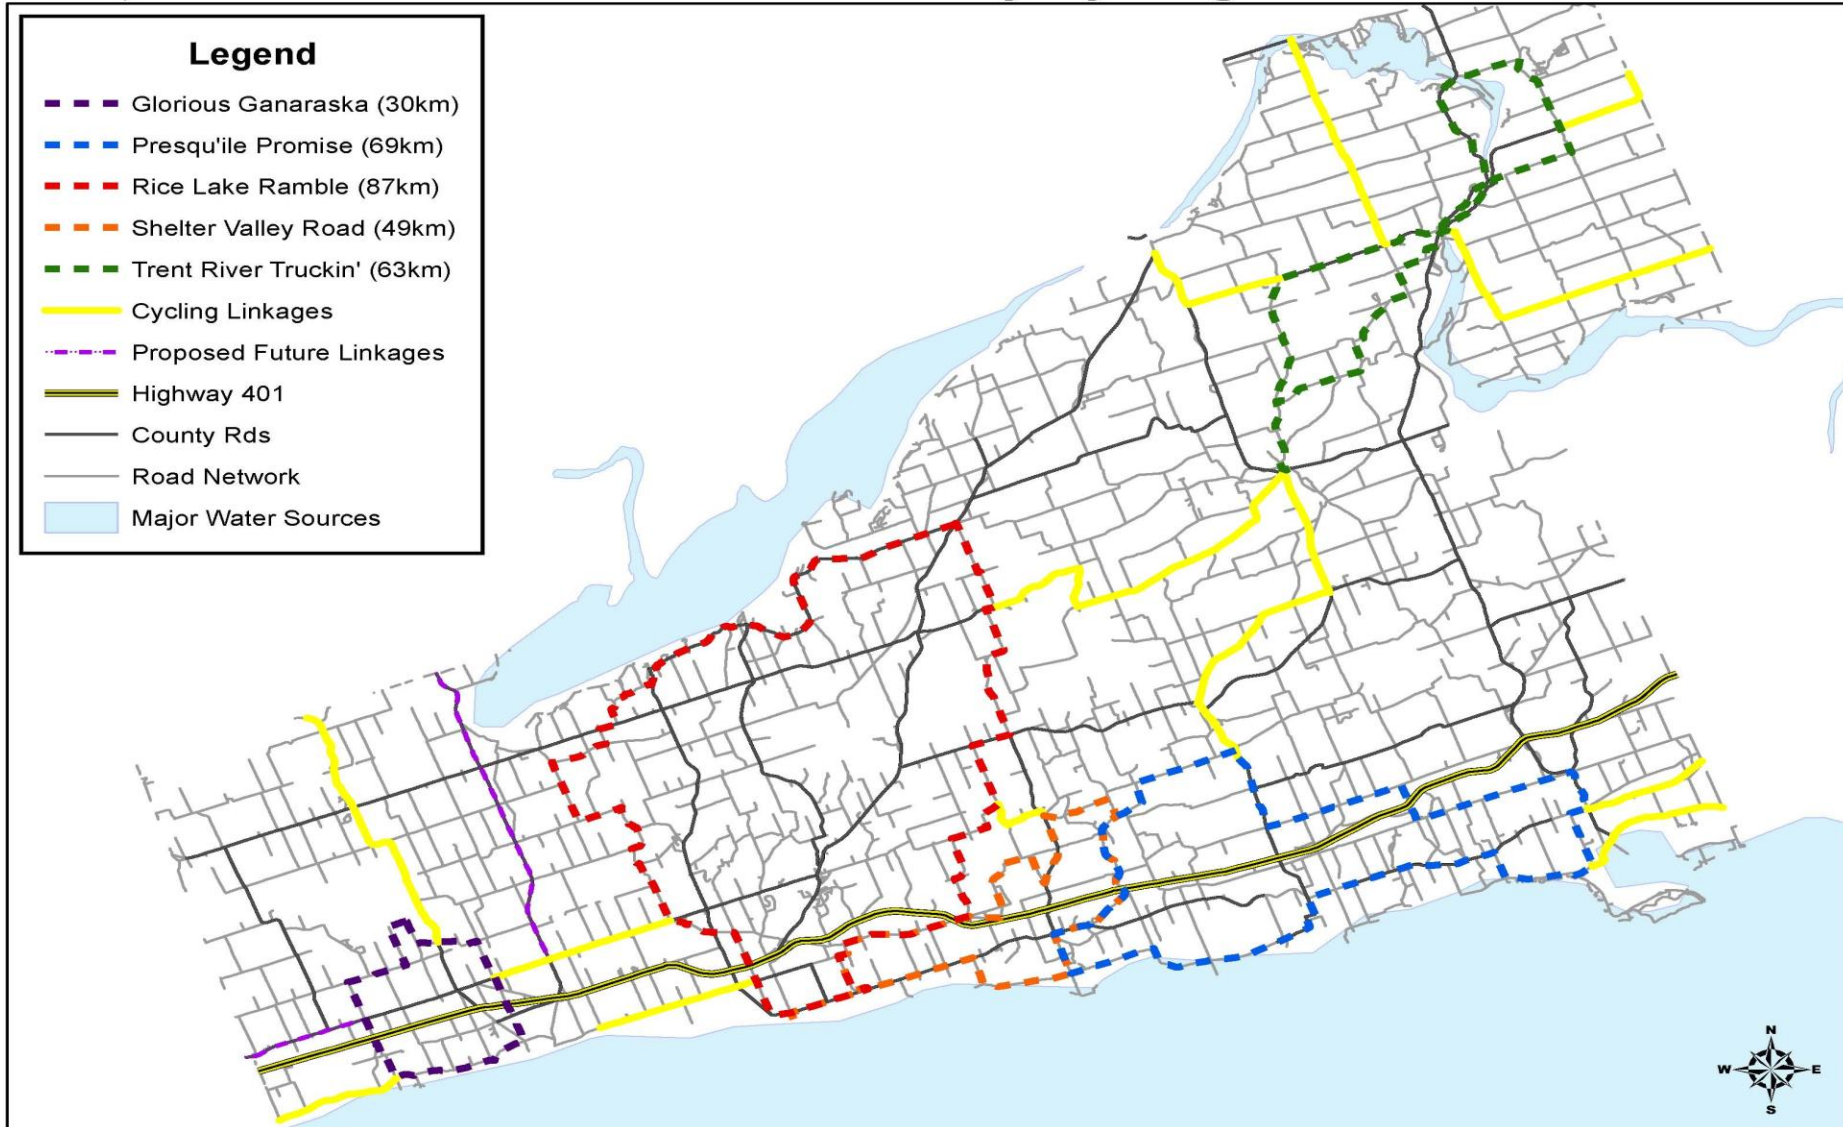 Legend
Glorious Ganaraska (30km)
Presqu'ile Promise (69km)
Rice Lake Ramble (87km)
Shelter Valley Road (49km)
Trent River Truckin' (63km)
Cycling Linkages
Proposed Future Linkages
Highway 401
County Rds
Road Network
Major Water Sources
N
W E
S